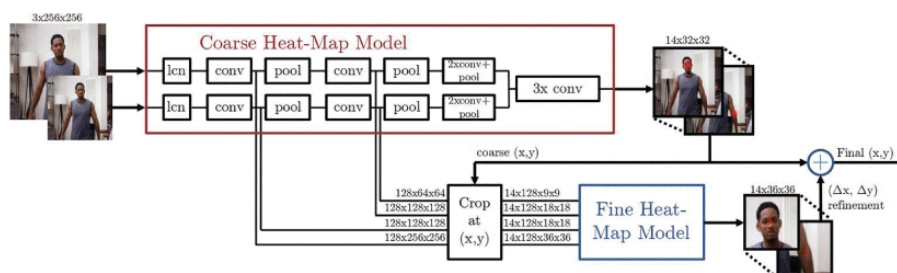 3x256x256
Coarse Heat-Map Model
lcn
conv
pool
conv
pool
2xconv+
pool
lcn
conv
pool
conv
pool
2xconv+
pool
3x conv
14x32x32
coarse (x,y)
Final (x,y)
128x64x64
128x128x128
128x128x128
128x256x256
Crop
at
(x,y)
14x128x9x9
14x128x18x18
14x128x18x18
14x128x36x36
Fine Heat-
Map Model
14x36x36
+
(Δx, Δy)
refinement